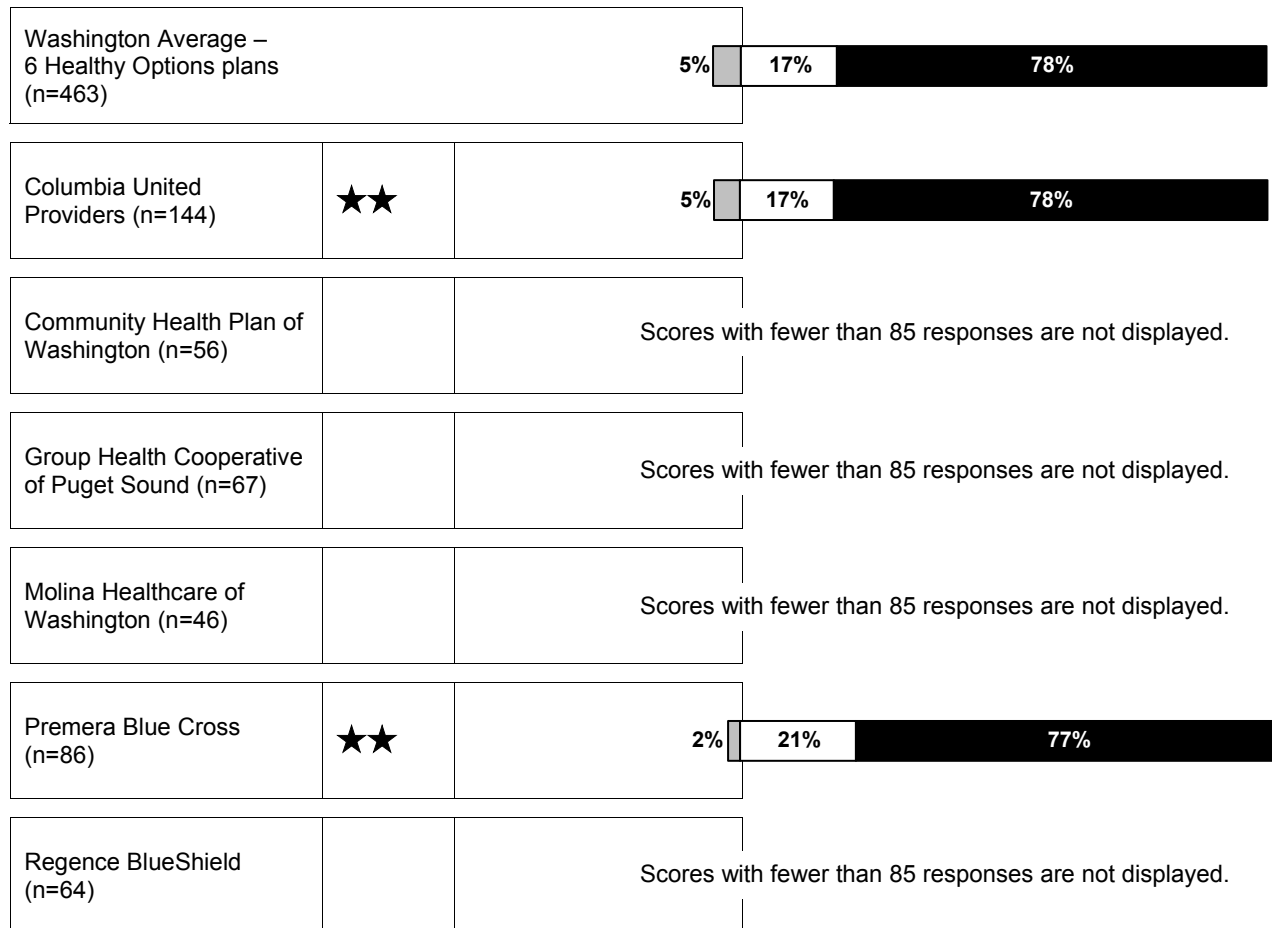 Washington Average –
6 Healthy Options plans
(n=463)
5% 17% 78%
Columbia United
Providers (n=144)
★★
5% 17% 78%
Community Health Plan of
Washington (n=56)
Scores with fewer than 85 responses are not displayed.
Group Health Cooperative
of Puget Sound (n=67)
Scores with fewer than 85 responses are not displayed.
Molina Healthcare of
Washington (n=46)
Scores with fewer than 85 responses are not displayed.
Premera Blue Cross
(n=86)
★★
2% 21% 77%
Regence BlueShield
(n=64)
Scores with fewer than 85 responses are not displayed.